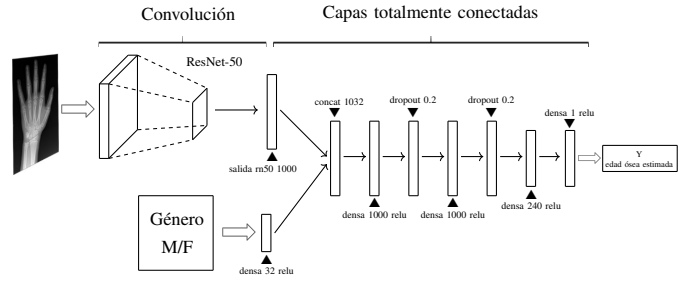 Convolución
Capas totalmente conectadas
ResNet-50
concat 1032
dropout 0.2
dropout 0.2
densa 1 relu
salida rn50 1000
densa 1000 relu
densa 1000 relu
densa 240 relu
Y
edad ósea estimada
Género
M/F
densa 32 relu